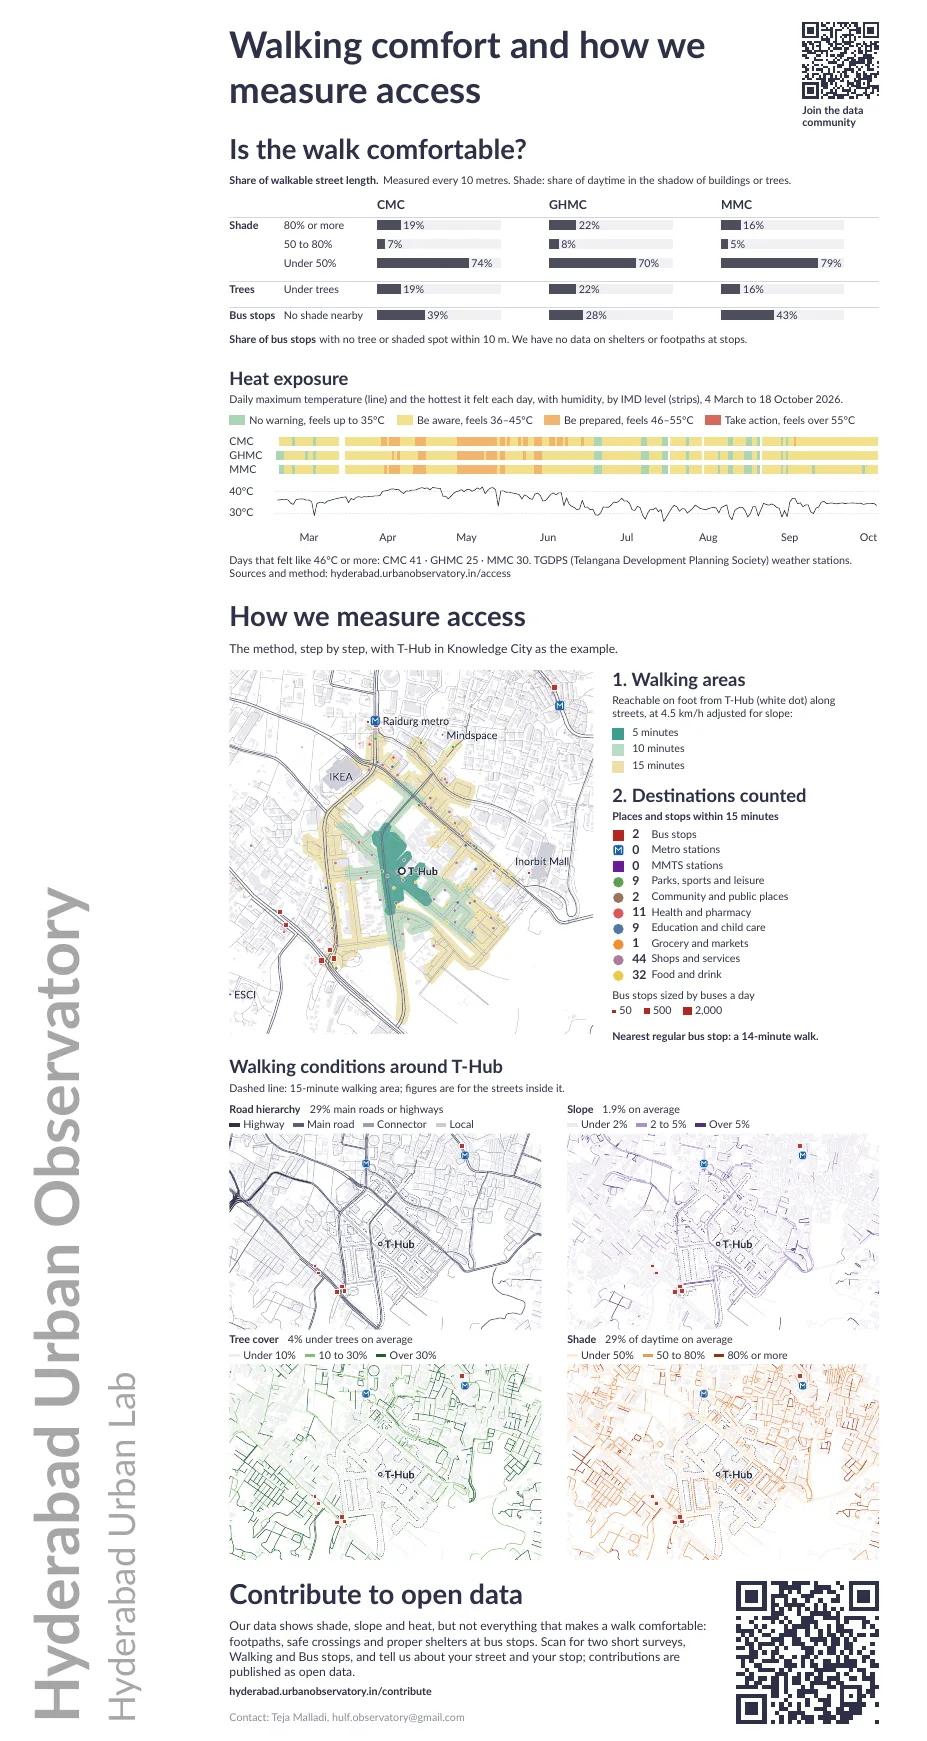 Walking comfort and how we
measure access
Join the data
community
Is the walk comfortable?
Share of walkable street length. Measured every 10 metres. Shade: share of daytime in the shadow of buildings or trees.
CMC GHMC MMC
Shade 80% or more 19% 22% 16%
50 to 80% 7% 8% 5%
Under 50% 74% 70% 79%
Trees Under trees 19% 22% 16%
Bus stops No shade nearby 39% 28% 43%
Share of bus stops with no tree or shaded spot within 10 m. We have no data on shelters or footpaths at stops.
Heat exposure
Daily maximum temperature (line) and the hottest it felt each day, with humidity, by IMD level (strips), 4 March to 18 October 2026.
No warning, feels up to 35°C Be aware, feels 36–45°C Be prepared, feels 46–55°C Take action, feels over 55°C
CMC
GHMC
MMC
40°C
30°C
Mar Apr May Jun Jul Aug Sep Oct
Days that felt like 46°C or more: CMC 41 · GHMC 25 · MMC 30. TGDPS (Telangana Development Planning Society) weather stations.
Sources and method: hyderabad.urbanobservatory.in/access
How we measure access
The method, step by step, with T-Hub in Knowledge City as the example.
M Raidurg metro
Mindspace
IKEA
T-Hub
Inorbit Mall
ESCI
M
1. Walking areas
Reachable on foot from T-Hub (white dot) along
streets, at 4.5 km/h adjusted for slope:
5 minutes
10 minutes
15 minutes
2. Destinations counted
Places and stops within 15 minutes
2 Bus stops
M 0 Metro stations
0 MMTS stations
9 Parks, sports and leisure
2 Community and public places
11 Health and pharmacy
9 Education and child care
1 Grocery and markets
44 Shops and services
32 Food and drink
Bus stops sized by buses a day
50 500 2,000
Nearest regular bus stop: a 14-minute walk.
Walking conditions around T-Hub
Dashed line: 15-minute walking area; figures are for the streets inside it.
Road hierarchy 29% main roads or highways
Highway Main road Connector Local
M M
T-Hub
Slope 1.9% on average
Under 2% 2 to 5% Over 5%
M M
T-Hub
Tree cover 4% under trees on average
Under 10% 10 to 30% Over 30%
M M
T-Hub
Shade 29% of daytime on average
Under 50% 50 to 80% 80% or more
M M
T-Hub
Contribute to open data
Our data shows shade, slope and heat, but not everything that makes a walk comfortable:
footpaths, safe crossings and proper shelters at bus stops. Scan for two short surveys,
Walking and Bus stops, and tell us about your street and your stop; contributions are
published as open data.
hyderabad.urbanobservatory.in/contribute
Contact: Teja Malladi, hulf.observatory@gmail.com
Hyderabad Urban Observatory
Hyderabad Urban Lab